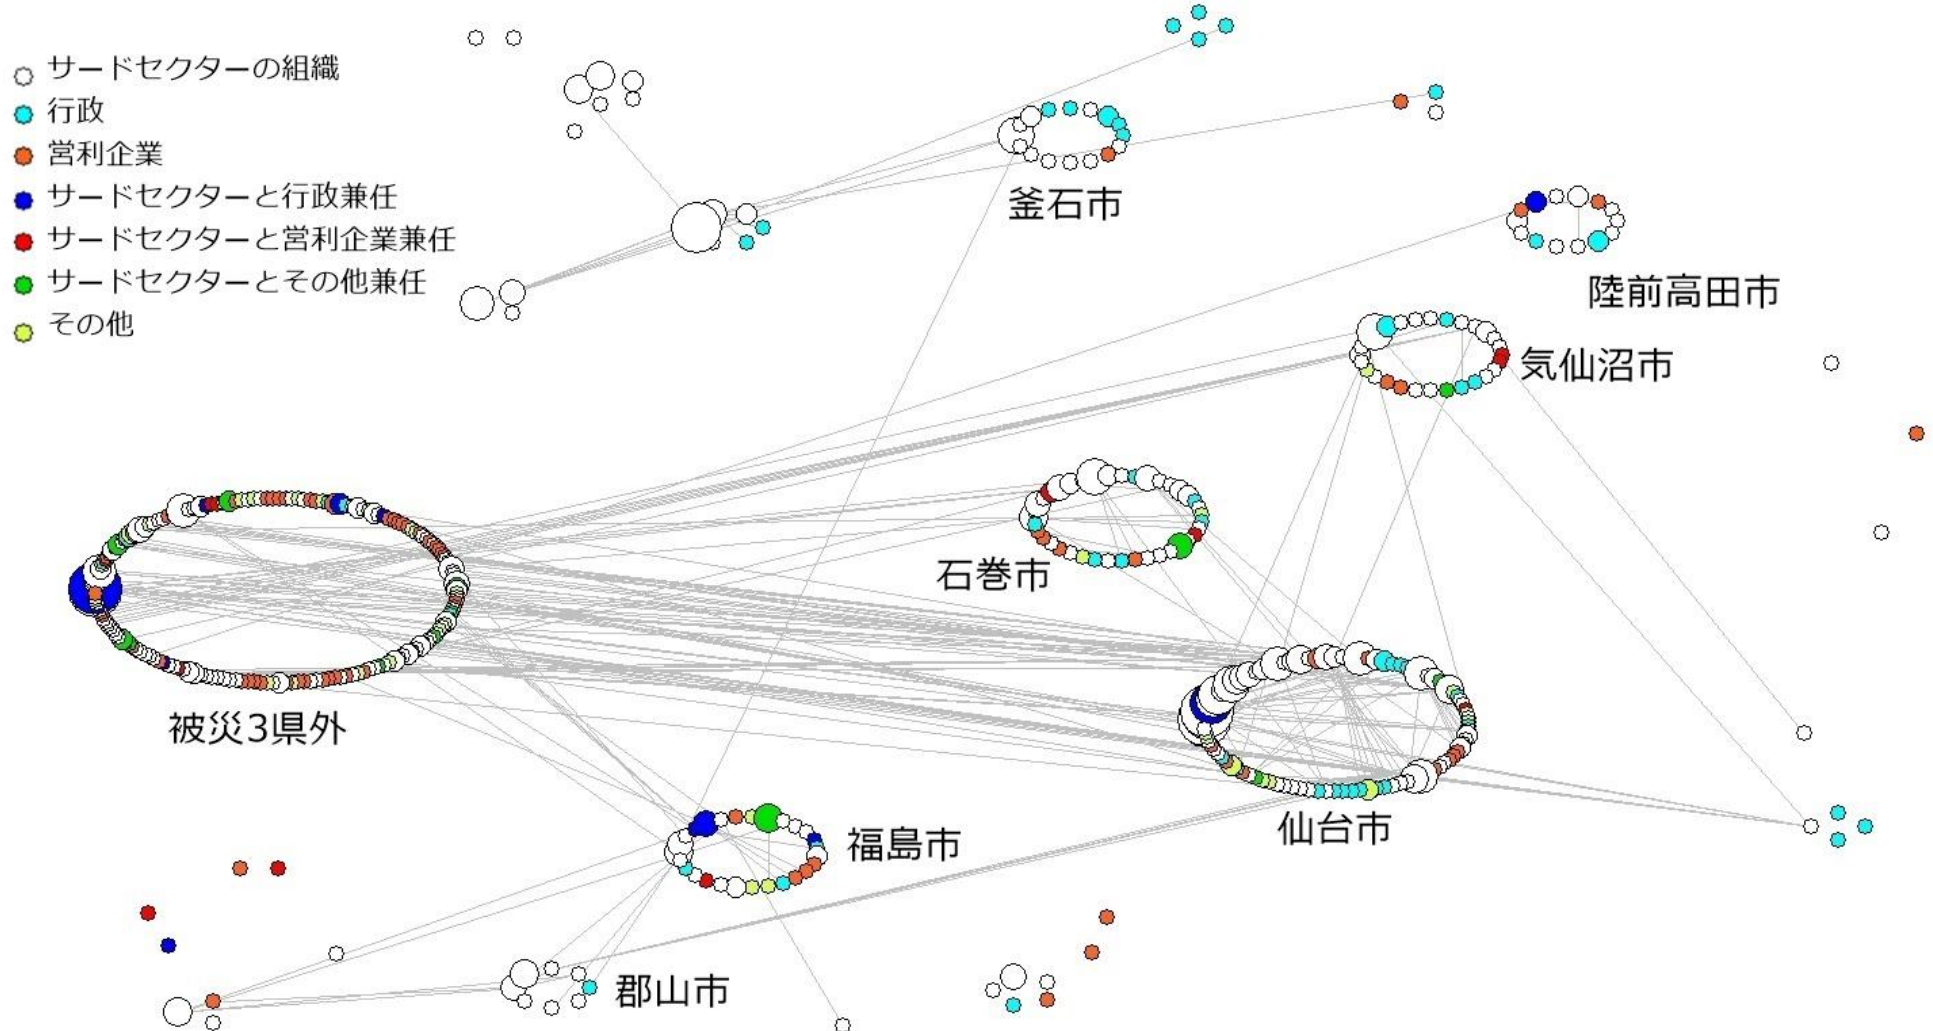 サードセクターの組織
行政
営利企業
サードセクターと行政兼任
サードセクターと営利企業兼任
サードセクターとその他兼任
その他
釜石市
陸前高田市
気仙沼市
石巻市
被災3県外
仙台市
福島市
郡山市